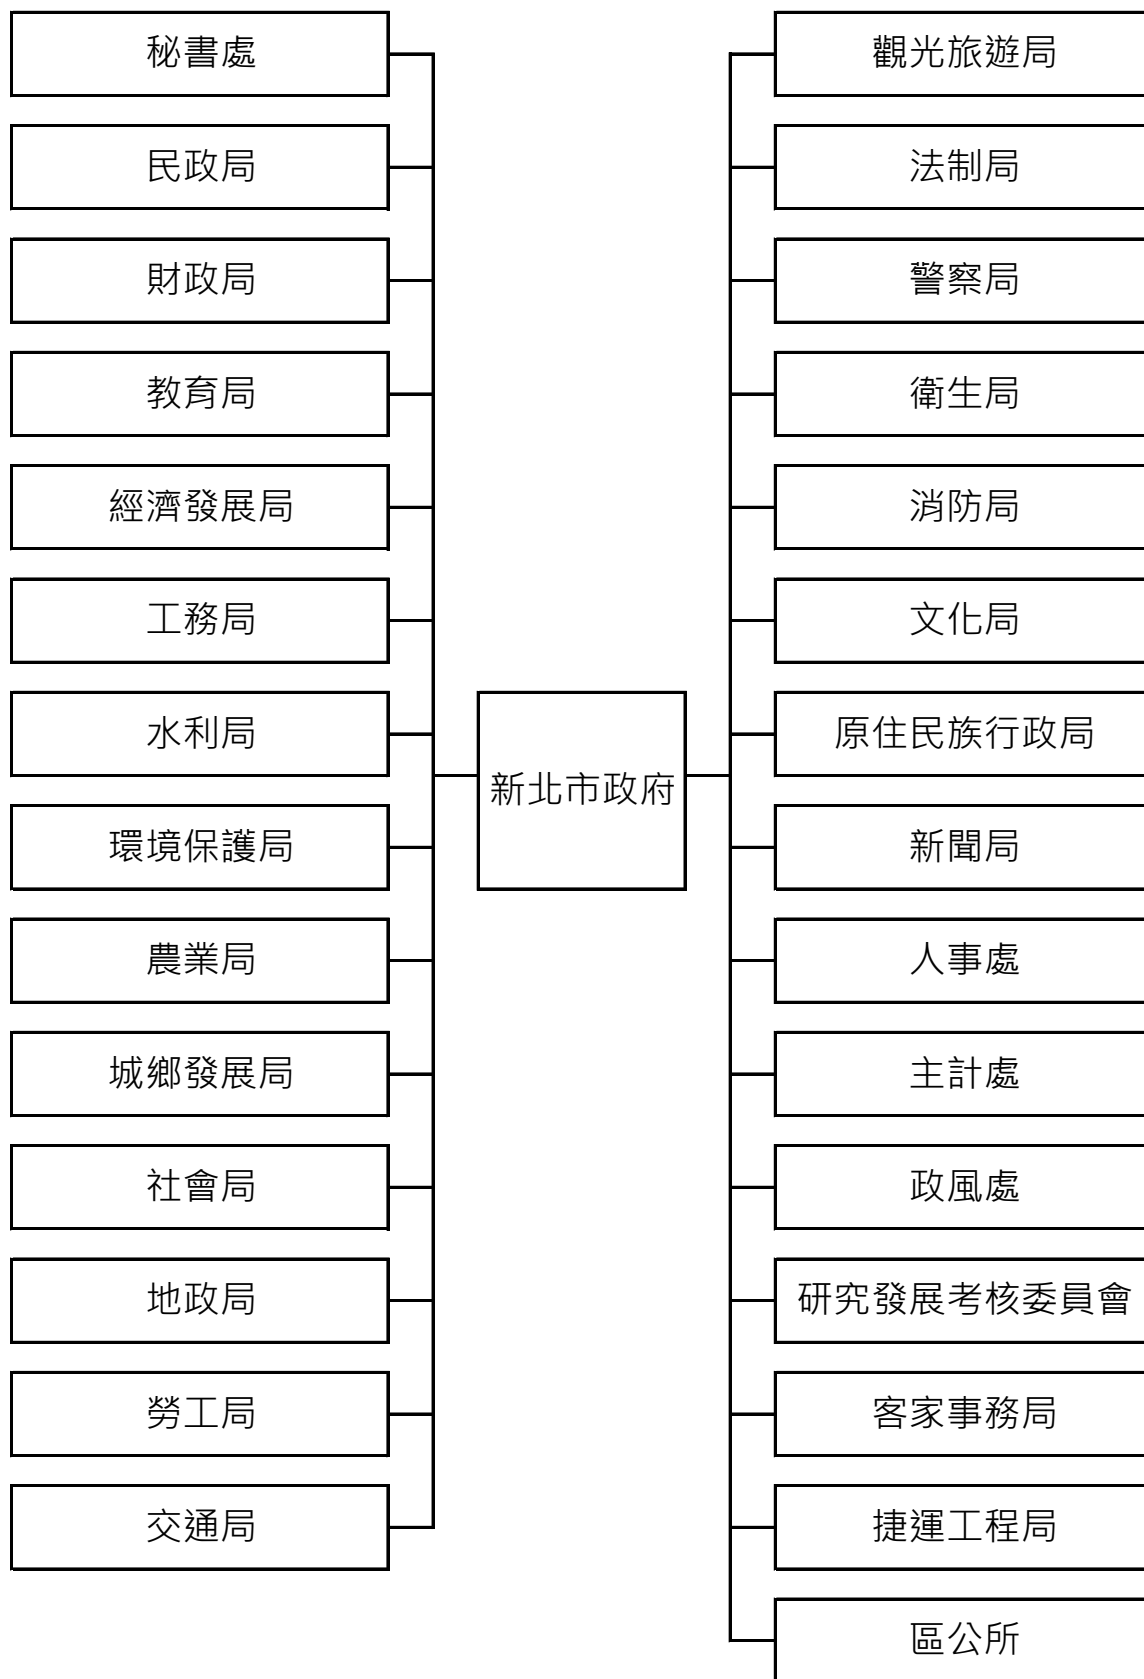 秘書處
民政局
財政局
教育局
經濟發展局
工務局
水利局
環境保護局
農業局
城鄉發展局
社會局
地政局
勞工局
交通局
新北市政府
觀光旅遊局
法制局
警察局
衛生局
消防局
文化局
原住民族行政局
新聞局
人事處
主計處
政風處
研究發展考核委員會
客家事務局
捷運工程局
區公所